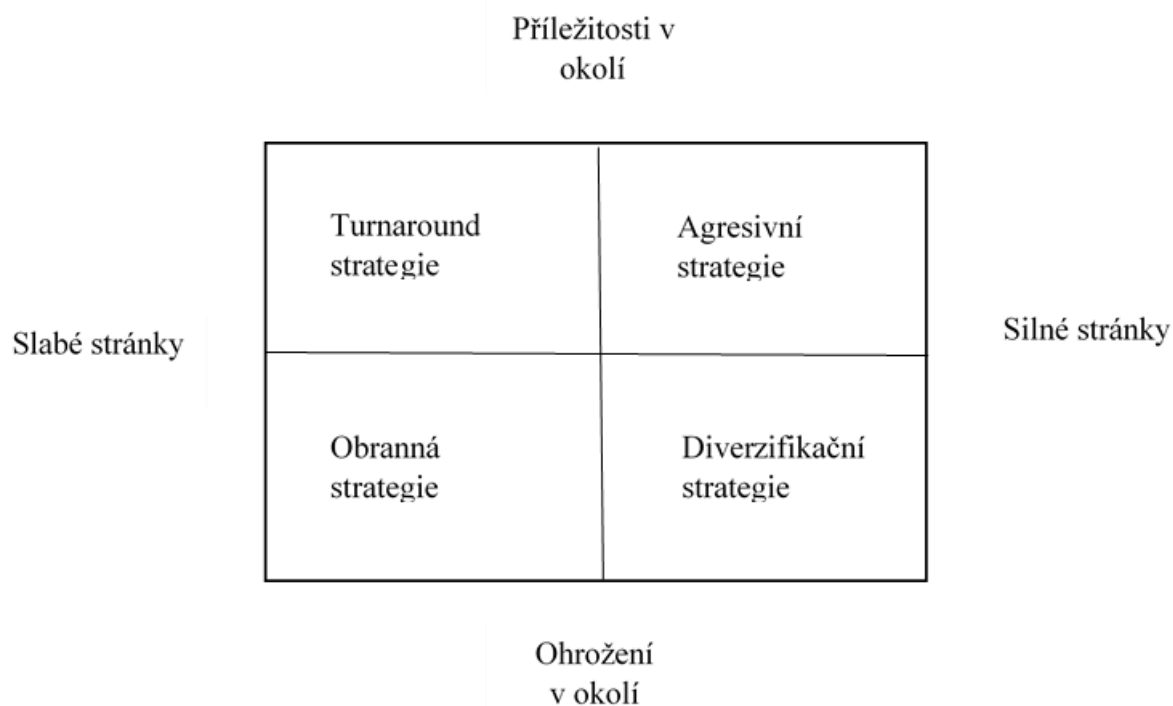 Příležitosti v
okolí
Turnaround
strategie
Agresivní
strategie
Slabé stránky
Silné stránky
Obranná
strategie
Diverzifikační
strategie
Ohrožení
v okolí